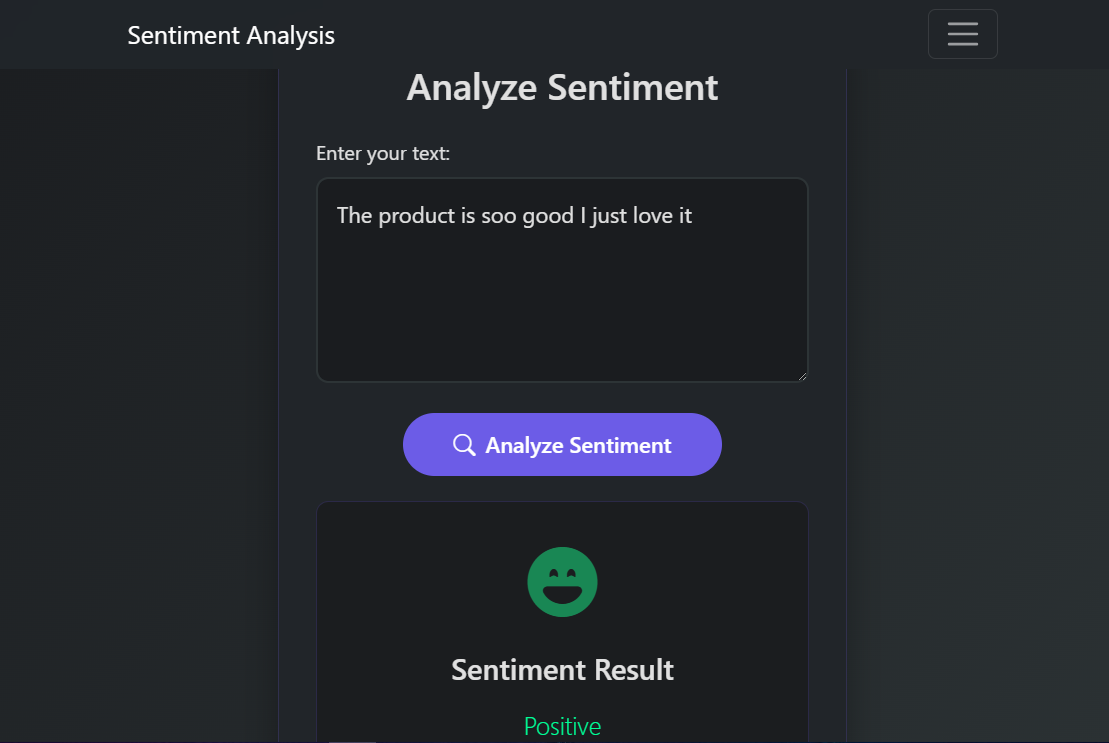 Sentiment Analysis
Analyze Sentiment
Enter your text:
The product is soo good I just love it
Analyze Sentiment
Sentiment Result
Positive